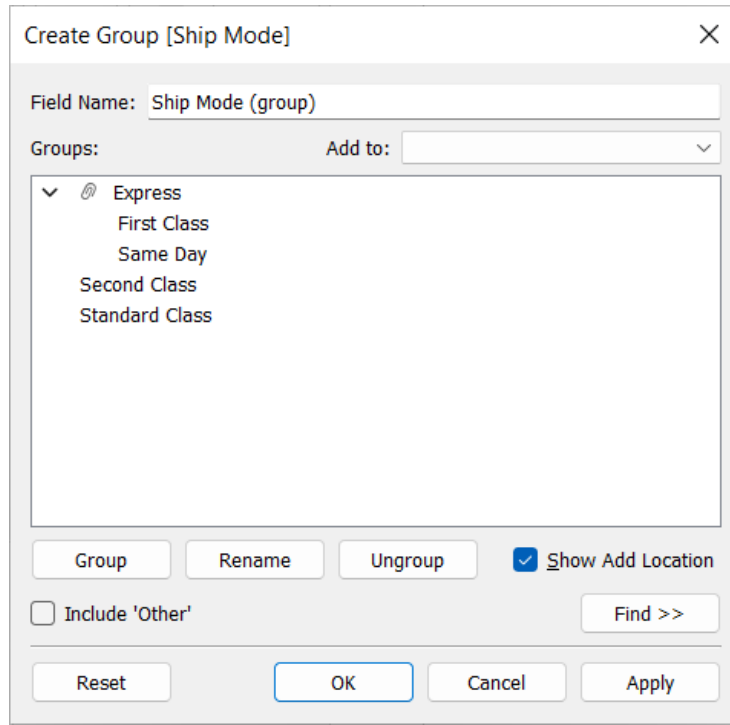 Create Group [Ship Mode]
Field Name: Ship Mode (group)
Groups: Add to:
Express
First Class
Same Day
Second Class
Standard Class
Group Rename Ungroup Show Add Location
Include 'Other' Find >>
Reset OK Cancel Apply